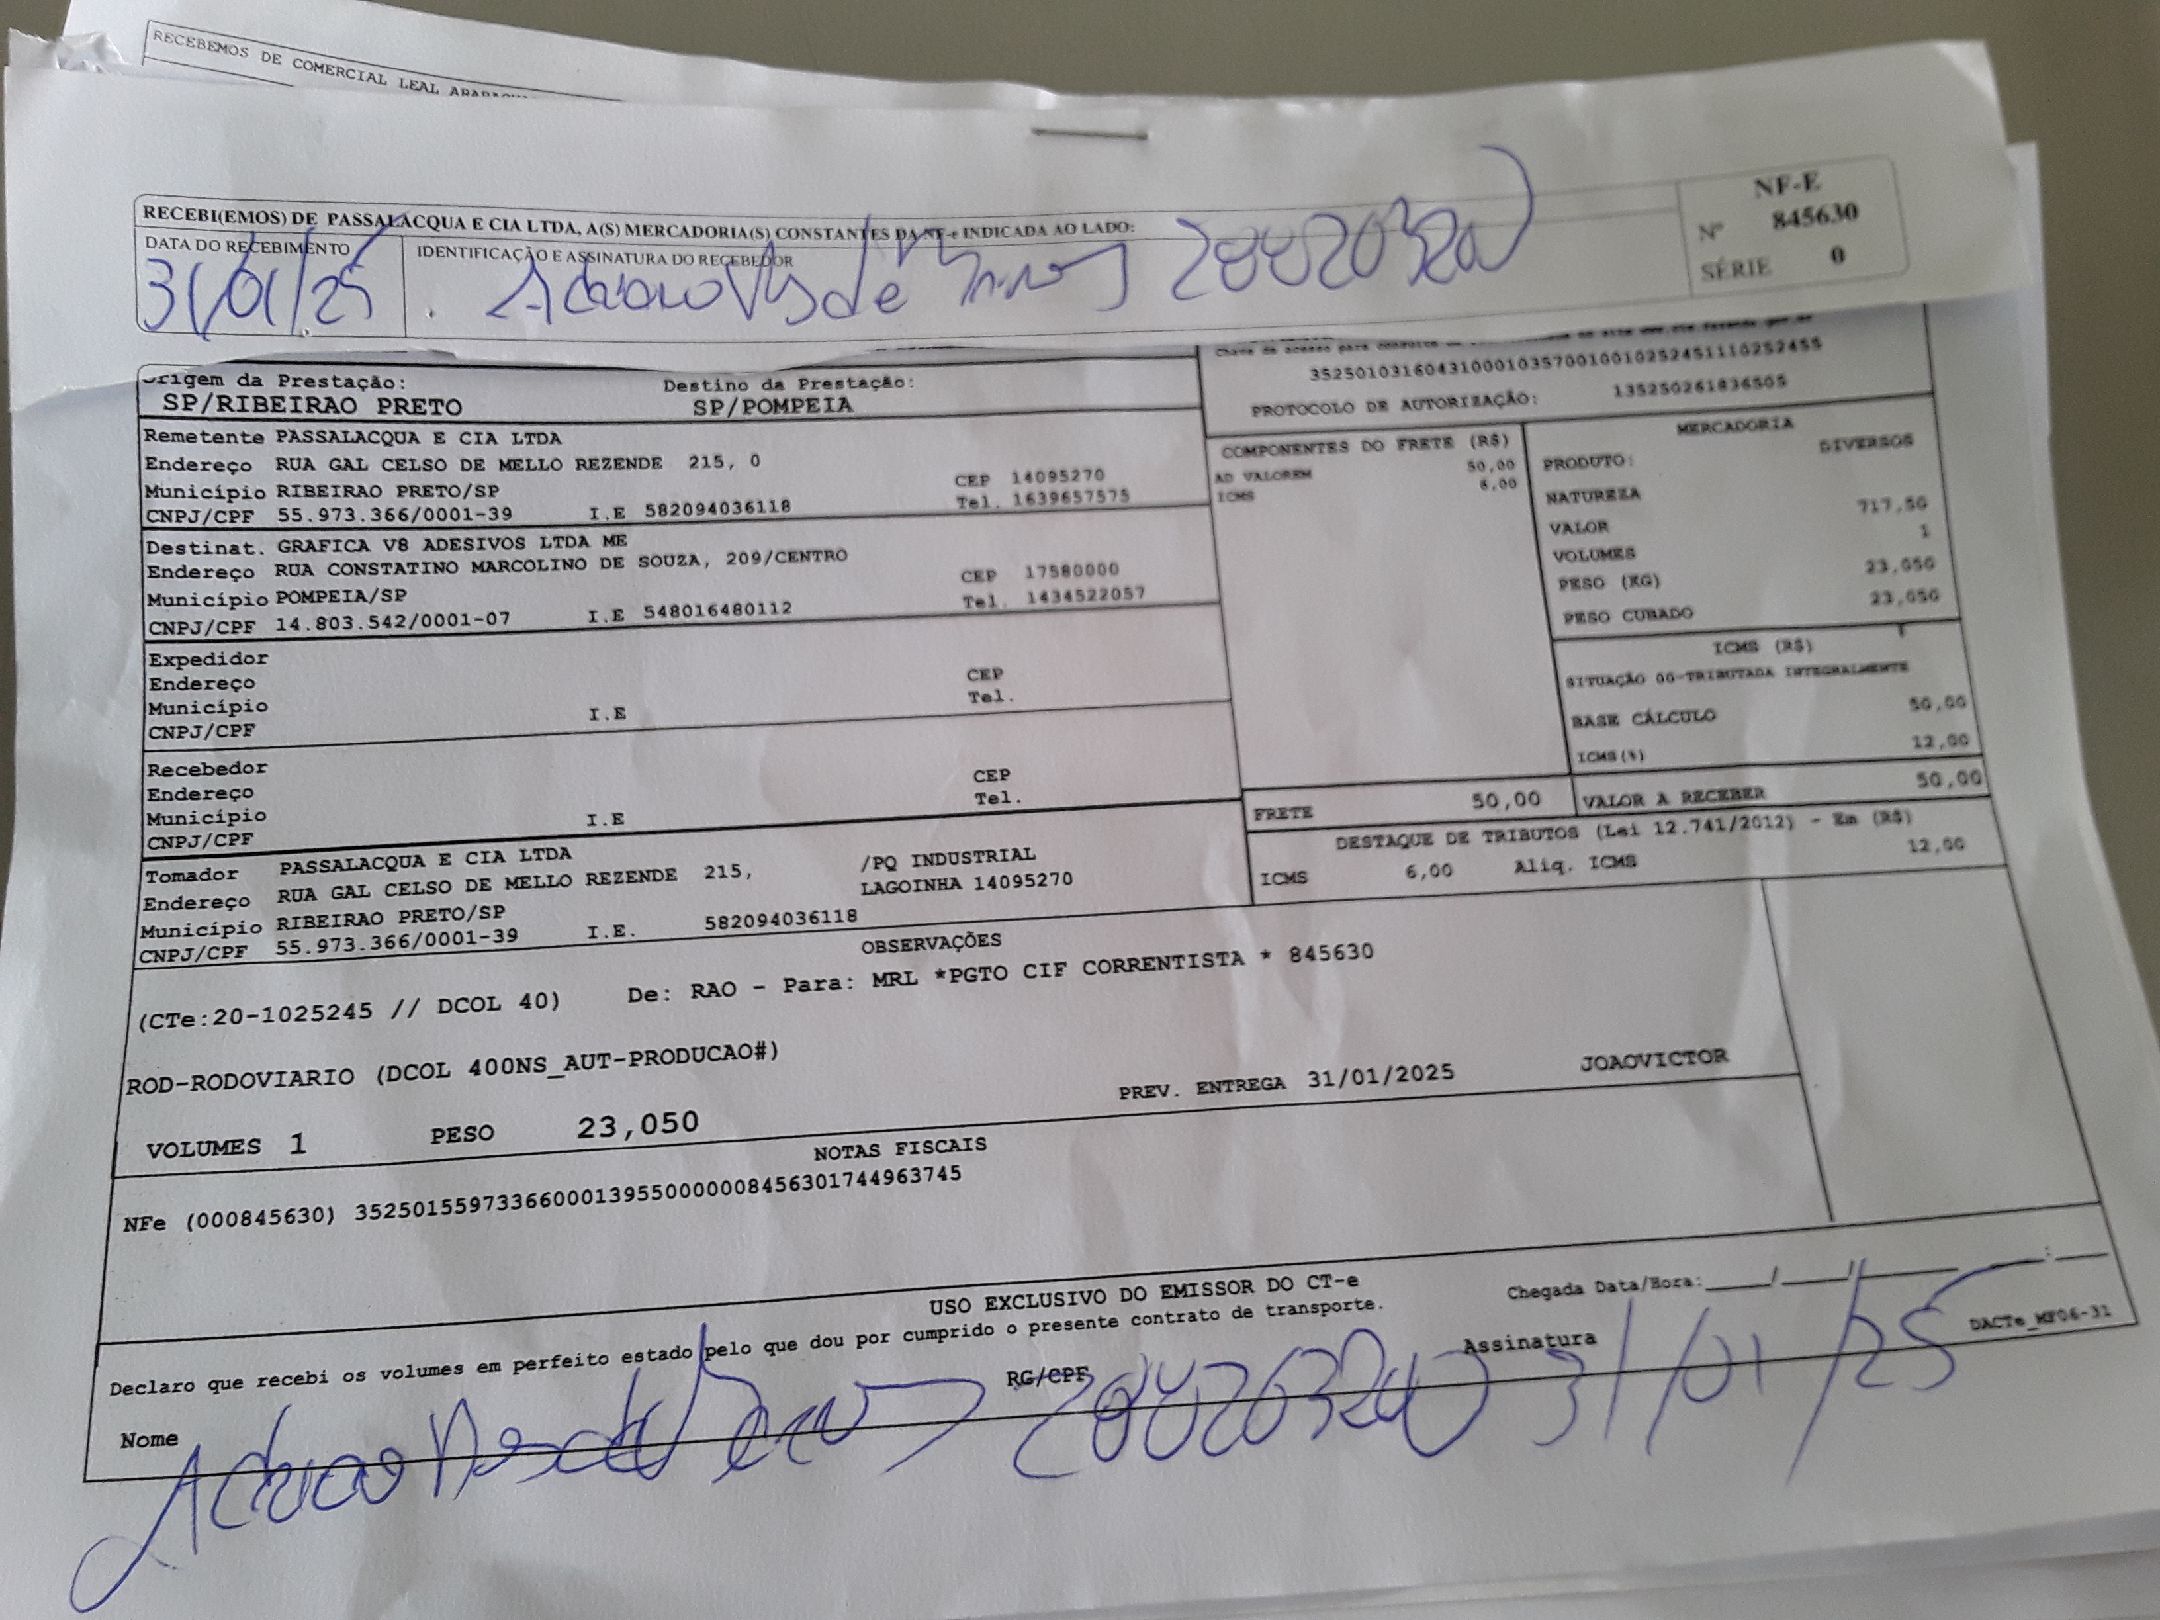 RECEBEMOS DE COMERCIAL LEAL
RECEBI(EMOS) DE PASSALACQUA E CIA LTDA, A(S) MERCADORIA(S) CONSTANTES DA NF-e INDICADA AO LADO:
DATA DO RECEBIMENTO
31/01/25
IDENTIFICAÇÃO E ASSINATURA DO RECEBEDOR
NF-E
Nº 845630
SÉRIE 0
Origem da Prestação:
SP/RIBEIRAO PRETO
Destino da Prestação:
SP/POMPEIA
PROTOCOLO DE AUTORIZAÇÃO: 135250261836505
Remetente PASSALACQUA E CIA LTDA
Endereço RUA GAL CELSO DE MELLO REZENDE 215, 0
CEP 14095270
Município RIBEIRAO PRETO/SP
Tel. 1639657575
CNPJ/CPF 55.973.366/0001-39 I.E 582094036118
Destinat. GRAFICA V8 ADESIVOS LTDA ME
Endereço RUA CONSTATINO MARCOLINO DE SOUZA, 209/CENTRO
CEP 17580000
Município POMPEIA/SP
Tel. 1434522057
CNPJ/CPF 14.803.542/0001-07 I.E 548016480112
Expedidor
Endereço CEP
Município Tel.
CNPJ/CPF I.E
Recebedor
Endereço CEP
Município Tel.
CNPJ/CPF I.E
Tomador PASSALACQUA E CIA LTDA /PQ INDUSTRIAL
Endereço RUA GAL CELSO DE MELLO REZENDE 215, LAGOINHA 14095270
Município RIBEIRAO PRETO/SP
CNPJ/CPF 55.973.366/0001-39 I.E. 582094036118
COMPONENTES DO FRETE (R$)
AD VALOREM 50,00
ICMS 6,00
MERCADORIA
PRODUTO: DIVERSOS
NATUREZA
VALOR 717,50
VOLUMES 1
PESO (KG) 23,050
PESO CUBADO 23,050
ICMS (R$)
SITUAÇÃO 00-TRIBUTADA INTEGRALMENTE
BASE CÁLCULO 50,00
ICMS(%) 12,00
FRETE 50,00 VALOR A RECEBER 50,00
DESTAQUE DE TRIBUTOS (Lei 12.741/2012) - Em (R$)
ICMS 6,00 Aliq. ICMS 12,00
OBSERVAÇÕES
(CTe:20-1025245 // DCOL 40) De: RAO - Para: MRL *PGTO CIF CORRENTISTA * 845630
ROD-RODOVIARIO (DCOL 400NS_AUT-PRODUCAO#)
PREV. ENTREGA 31/01/2025 JOAOVICTOR
VOLUMES 1 PESO 23,050
NOTAS FISCAIS
NFe (000845630) 35250155973366000139550000008456301744963745
USO EXCLUSIVO DO EMISSOR DO CT-e
Declaro que recebi os volumes em perfeito estado pelo que dou por cumprido o presente contrato de transporte.
Chegada Data/Hora:____/____/____ ____:____
Nome RG/CPF Assinatura
DACTe_MF06-31
31/01/25